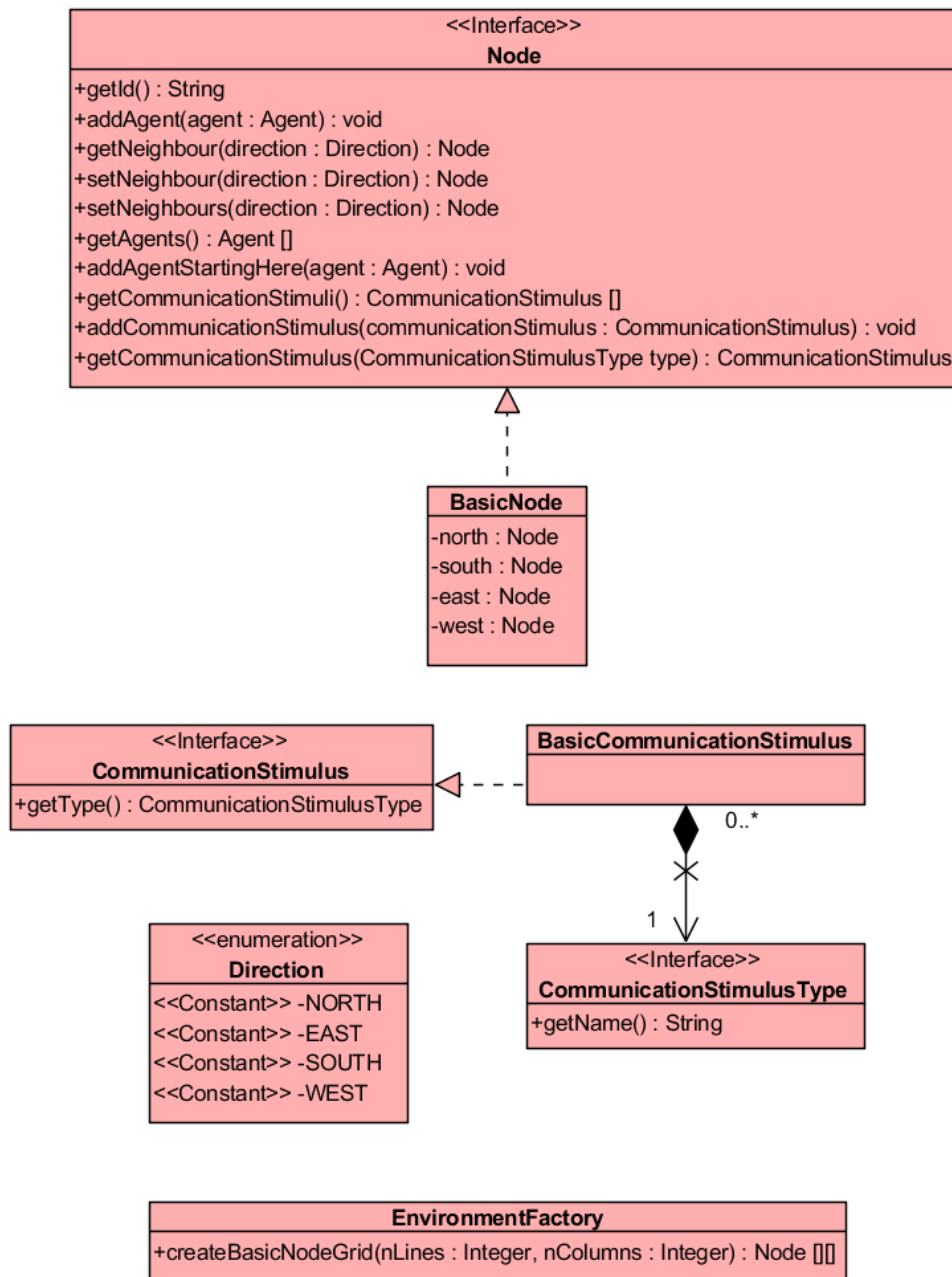 <<Interface>>
Node
+getId() : String
+addAgent(agent : Agent) : void
+getNeighbour(direction : Direction) : Node
+setNeighbour(direction : Direction) : Node
+setNeighbours(direction : Direction) : Node
+getAgents() : Agent []
+addAgentStartingHere(agent : Agent) : void
+getCommunicationStimuli() : CommunicationStimulus []
+addCommunicationStimulus(communicationStimulus : CommunicationStimulus) : void
+getCommunicationStimulus(CommunicationStimulusType type) : CommunicationStimulus
BasicNode
-north : Node
-south : Node
-east : Node
-west : Node
<<Interface>>
CommunicationStimulus
+getType() : CommunicationStimulusType
BasicCommunicationStimulus
0..*
1
<<Interface>>
CommunicationStimulusType
+getName() : String
<<enumeration>>
Direction
<<Constant>> -NORTH
<<Constant>> -EAST
<<Constant>> -SOUTH
<<Constant>> -WEST
EnvironmentFactory
+createBasicNodeGrid(nLines : Integer, nColumns : Integer) : Node [][]